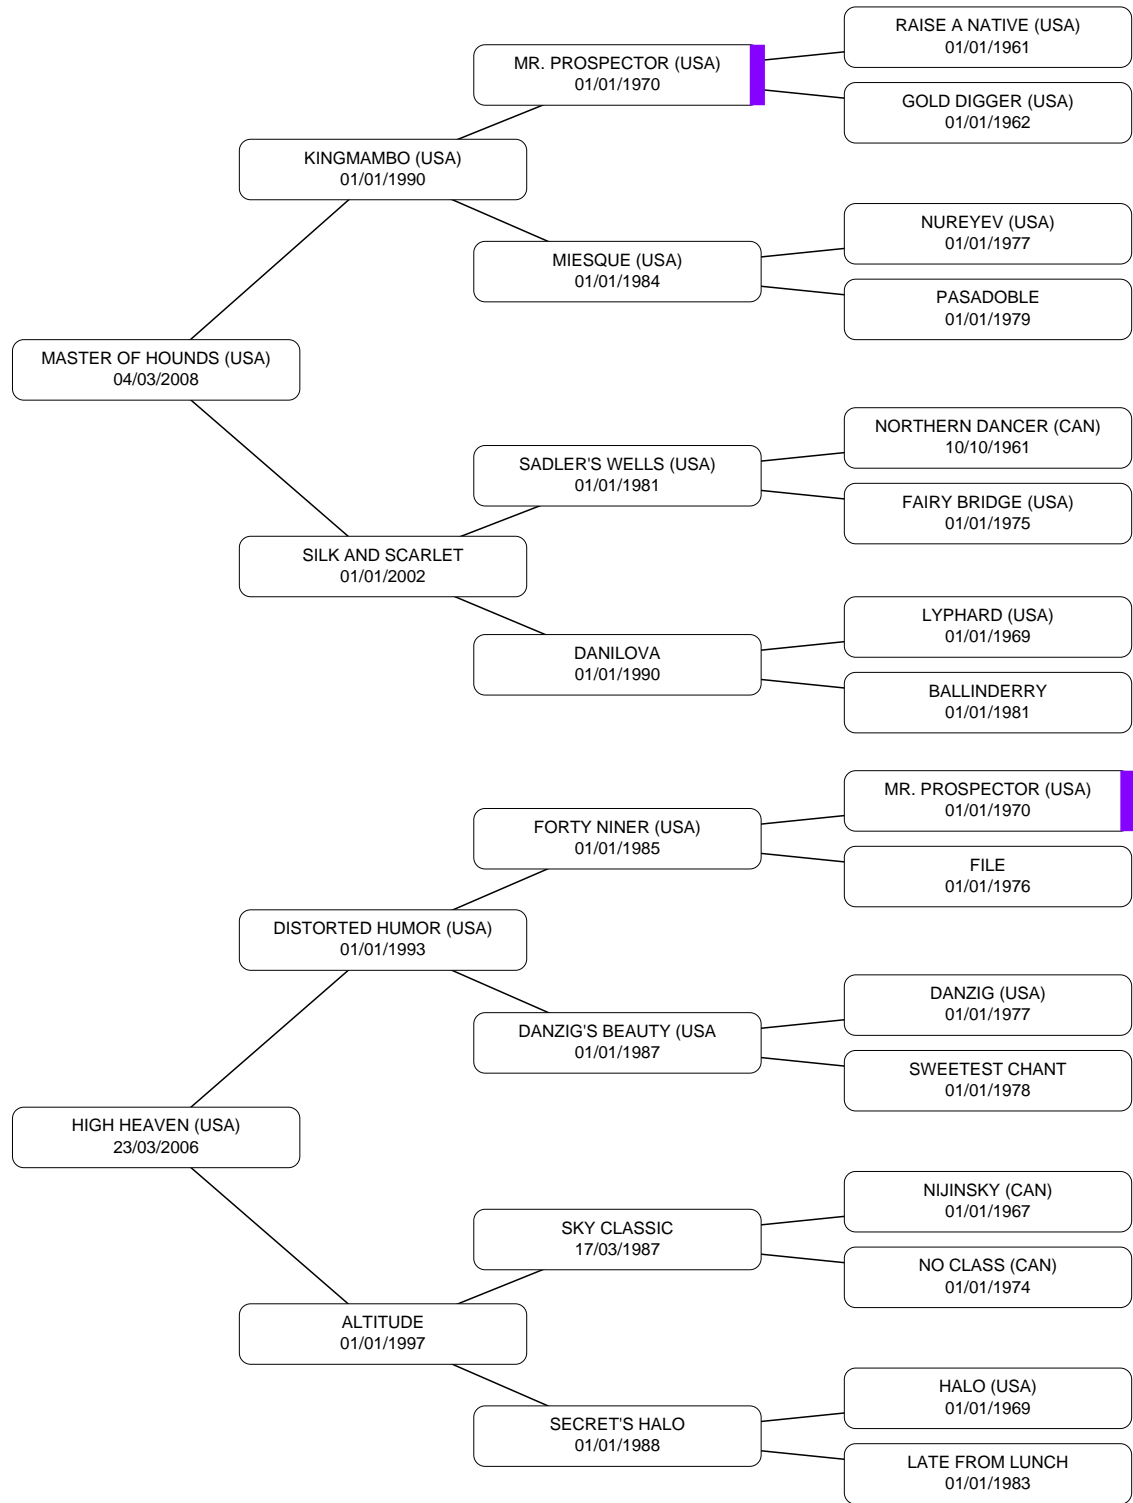 RAISE A NATIVE (USA)
01/01/1961
MR. PROSPECTOR (USA)
01/01/1970
GOLD DIGGER (USA)
01/01/1962
KINGMAMBO (USA)
01/01/1990
NUREYEV (USA)
01/01/1977
MIESQUE (USA)
01/01/1984
PASADOBLE
01/01/1979
MASTER OF HOUNDS (USA)
04/03/2008
NORTHERN DANCER (CAN)
10/10/1961
SADLER'S WELLS (USA)
01/01/1981
FAIRY BRIDGE (USA)
01/01/1975
SILK AND SCARLET
01/01/2002
LYPHARD (USA)
01/01/1969
DANILOVA
01/01/1990
BALLINDERRY
01/01/1981
MR. PROSPECTOR (USA)
01/01/1970
FORTY NINER (USA)
01/01/1985
FILE
01/01/1976
DISTORTED HUMOR (USA)
01/01/1993
DANZIG (USA)
01/01/1977
DANZIG'S BEAUTY (USA
01/01/1987
SWEETEST CHANT
01/01/1978
HIGH HEAVEN (USA)
23/03/2006
NIJINSKY (CAN)
01/01/1967
SKY CLASSIC
17/03/1987
NO CLASS (CAN)
01/01/1974
ALTITUDE
01/01/1997
HALO (USA)
01/01/1969
SECRET'S HALO
01/01/1988
LATE FROM LUNCH
01/01/1983